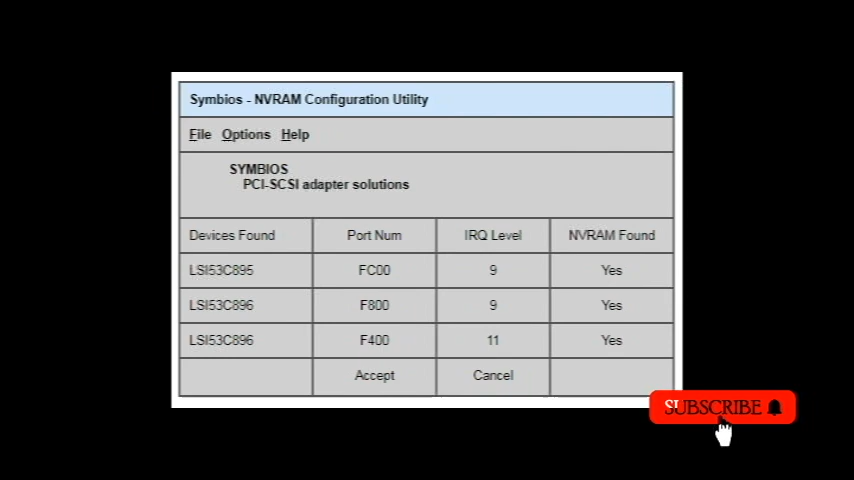 Symbios - NVRAM Configuration Utility
File Options Help
SYMBIOS
PCI-SCSI adapter solutions
Devices Found Port Num IRQ Level NVRAM Found
LSI53C895 FC00 9 Yes
LSI53C896 F800 9 Yes
LSI53C896 F400 11 Yes
Accept Cancel
SUBSCRIBE